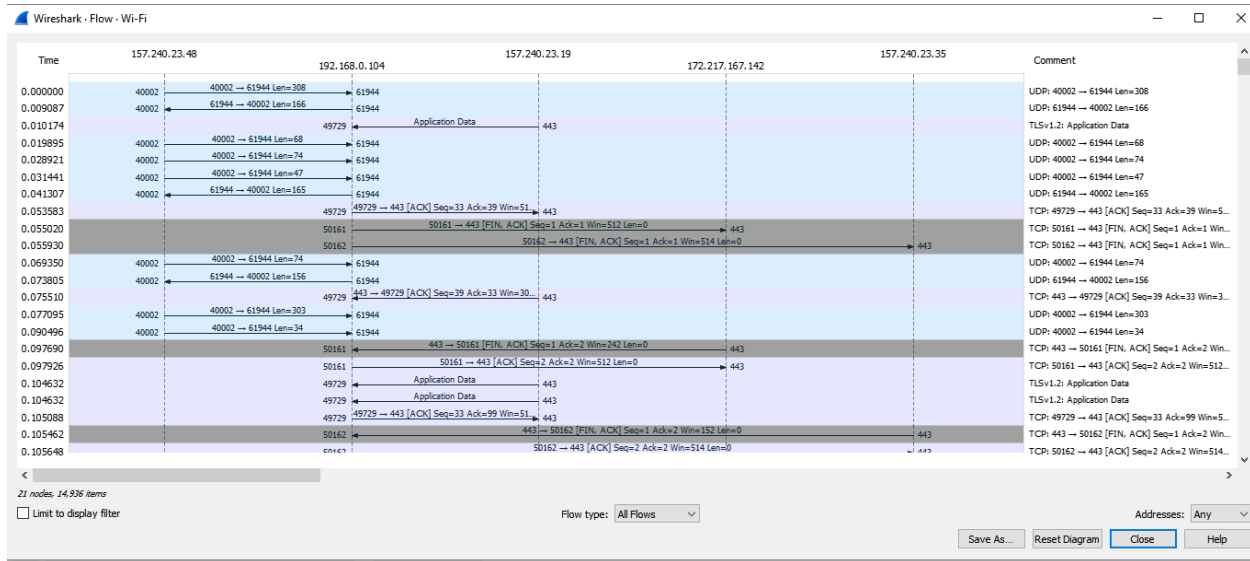 Wireshark · Flow · Wi-Fi
Time 157.240.23.48 192.168.0.104 157.240.23.19 172.217.167.142 157.240.23.35 Comment
0.000000 40002 40002 → 61944 Len=308 61944 UDP: 40002 → 61944 Len=308
0.009087 40002 61944 → 40002 Len=166 61944 UDP: 61944 → 40002 Len=166
0.010174 49729 Application Data 443 TLSv1.2: Application Data
0.019895 40002 40002 → 61944 Len=68 61944 UDP: 40002 → 61944 Len=68
0.028921 40002 40002 → 61944 Len=74 61944 UDP: 40002 → 61944 Len=74
0.031441 40002 40002 → 61944 Len=47 61944 UDP: 40002 → 61944 Len=47
0.041307 40002 61944 → 40002 Len=165 61944 UDP: 61944 → 40002 Len=165
0.053583 49729 49729 → 443 [ACK] Seq=33 Ack=39 Win=51... 443 TCP: 49729 → 443 [ACK] Seq=33 Ack=39 Win=5...
0.055020 50161 50161 → 443 [FIN, ACK] Seq=1 Ack=1 Win=512 Len=0 443 TCP: 50161 → 443 [FIN, ACK] Seq=1 Ack=1 Win...
0.055930 50162 50162 → 443 [FIN, ACK] Seq=1 Ack=1 Win=514 Len=0 443 TCP: 50162 → 443 [FIN, ACK] Seq=1 Ack=1 Win...
0.069350 40002 40002 → 61944 Len=74 61944 UDP: 40002 → 61944 Len=74
0.073805 40002 61944 → 40002 Len=156 61944 UDP: 61944 → 40002 Len=156
0.075510 49729 443 → 49729 [ACK] Seq=39 Ack=33 Win=30... 443 TCP: 443 → 49729 [ACK] Seq=39 Ack=33 Win=3...
0.077095 40002 40002 → 61944 Len=303 61944 UDP: 40002 → 61944 Len=303
0.090496 40002 40002 → 61944 Len=34 61944 UDP: 40002 → 61944 Len=34
0.097690 50161 443 → 50161 [FIN, ACK] Seq=1 Ack=2 Win=242 Len=0 443 TCP: 443 → 50161 [FIN, ACK] Seq=1 Ack=2 Win...
0.097926 50161 50161 → 443 [ACK] Seq=2 Ack=2 Win=512 Len=0 443 TCP: 50161 → 443 [ACK] Seq=2 Ack=2 Win=512...
0.104632 49729 Application Data 443 TLSv1.2: Application Data
0.104632 49729 Application Data 443 TLSv1.2: Application Data
0.105088 49729 49729 → 443 [ACK] Seq=33 Ack=99 Win=51... 443 TCP: 49729 → 443 [ACK] Seq=33 Ack=99 Win=5...
0.105462 50162 443 → 50162 [FIN, ACK] Seq=1 Ack=2 Win=152 Len=0 443 TCP: 443 → 50162 [FIN, ACK] Seq=1 Ack=2 Win...
0.105648 50162 50162 → 443 [ACK] Seq=2 Ack=2 Win=514 Len=0 443 TCP: 50162 → 443 [ACK] Seq=2 Ack=2 Win=514...
21 nodes, 14,936 items
Limit to display filter Flow type: All Flows Addresses: Any
Save As... Reset Diagram Close Help